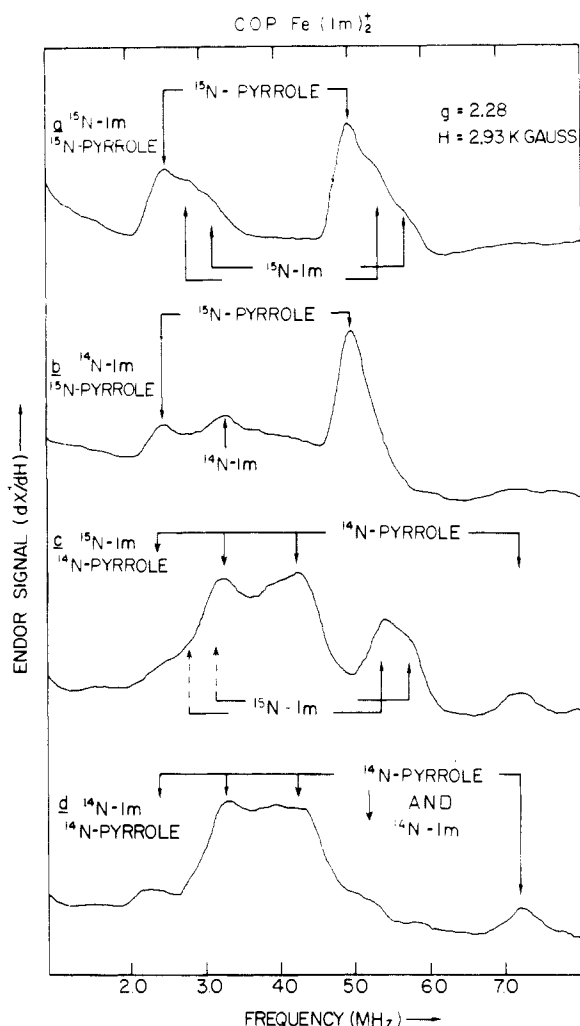 COP Fe (Im)₂⁺
¹⁵N-PYRROLE
g = 2.28
H = 2.93 K GAUSS
a ¹⁵N-Im
¹⁵N-PYRROLE
¹⁵N-Im
¹⁵N-PYRROLE
b ¹⁴N-Im
¹⁵N-PYRROLE
¹⁴N-Im
c ¹⁵N-Im
¹⁴N-PYRROLE
¹⁴N-PYRROLE
¹⁵N-Im
d ¹⁴N-Im
¹⁴N-PYRROLE
¹⁴N-PYRROLE
AND
¹⁴N-Im
ENDOR SIGNAL (dX'/dH)
2.0 3.0 4.0 5.0 6.0 7.0
FREQUENCY (MHz)